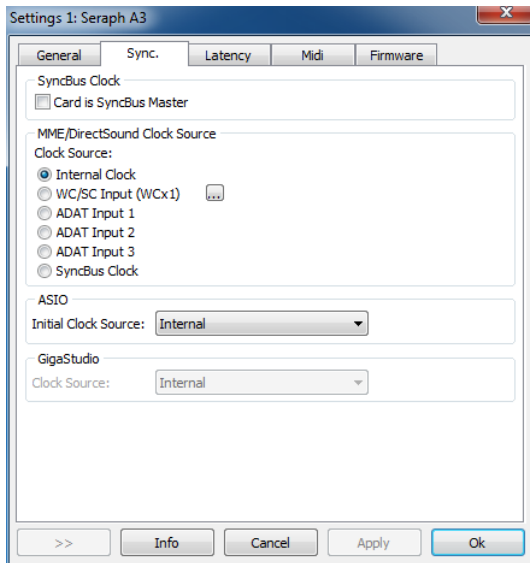 Settings 1: Seraph A3
General Sync. Latency Midi Firmware
SyncBus Clock
Card is SyncBus Master
MME/DirectSound Clock Source
Clock Source:
Internal Clock
WC/SC Input (WCx1) ...
ADAT Input 1
ADAT Input 2
ADAT Input 3
SyncBus Clock
ASIO
Initial Clock Source: Internal
GigaStudio
Clock Source: Internal
>> Info Cancel Apply Ok